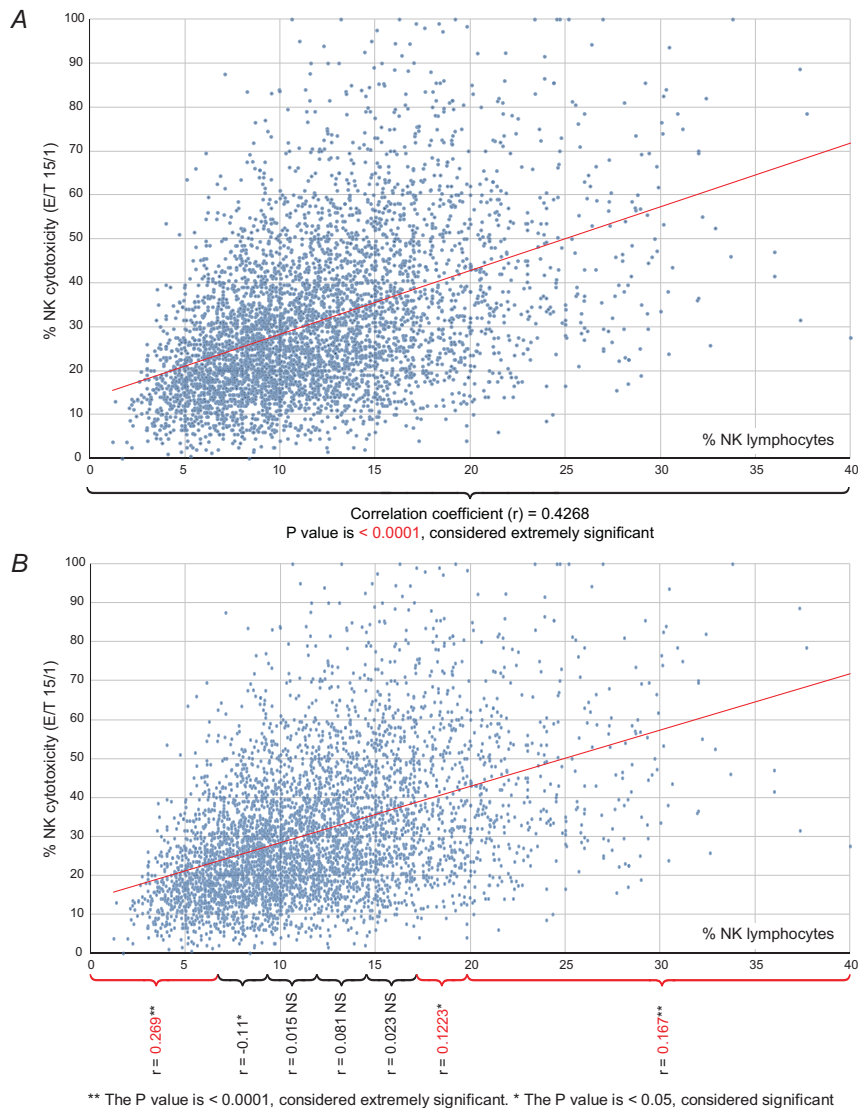 A
100
90
80
70
60
50
40
30
20
10
0
% NK cytotoxicity (E/T 15/1)
% NK lymphocytes
0 5 10 15 20 25 30 35 40
Correlation coefficient (r) = 0.4268
P value is < 0.0001, considered extremely significant
B
100
90
80
70
60
50
40
30
20
10
0
% NK cytotoxicity (E/T 15/1)
% NK lymphocytes
0 5 10 15 20 25 30 35 40
r = 0.269**
r = -0.11*
r = 0.015 NS
r = 0.081 NS
r = 0.023 NS
r = 0.1223*
r = 0.167**
** The P value is < 0.0001, considered extremely significant. * The P value is < 0.05, considered significant